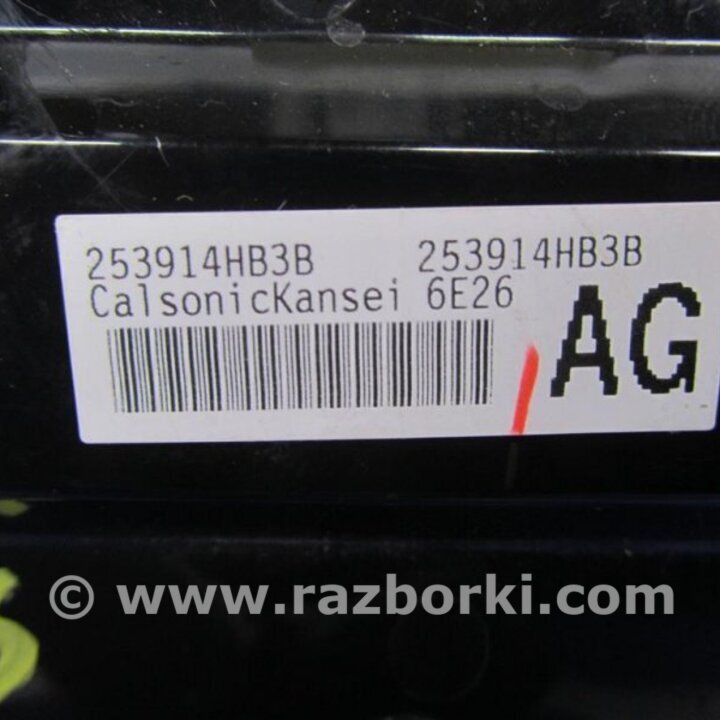 253914HB3B 253914HB3B
CalsonicKansei 6E26
AG
© www.razborki.com